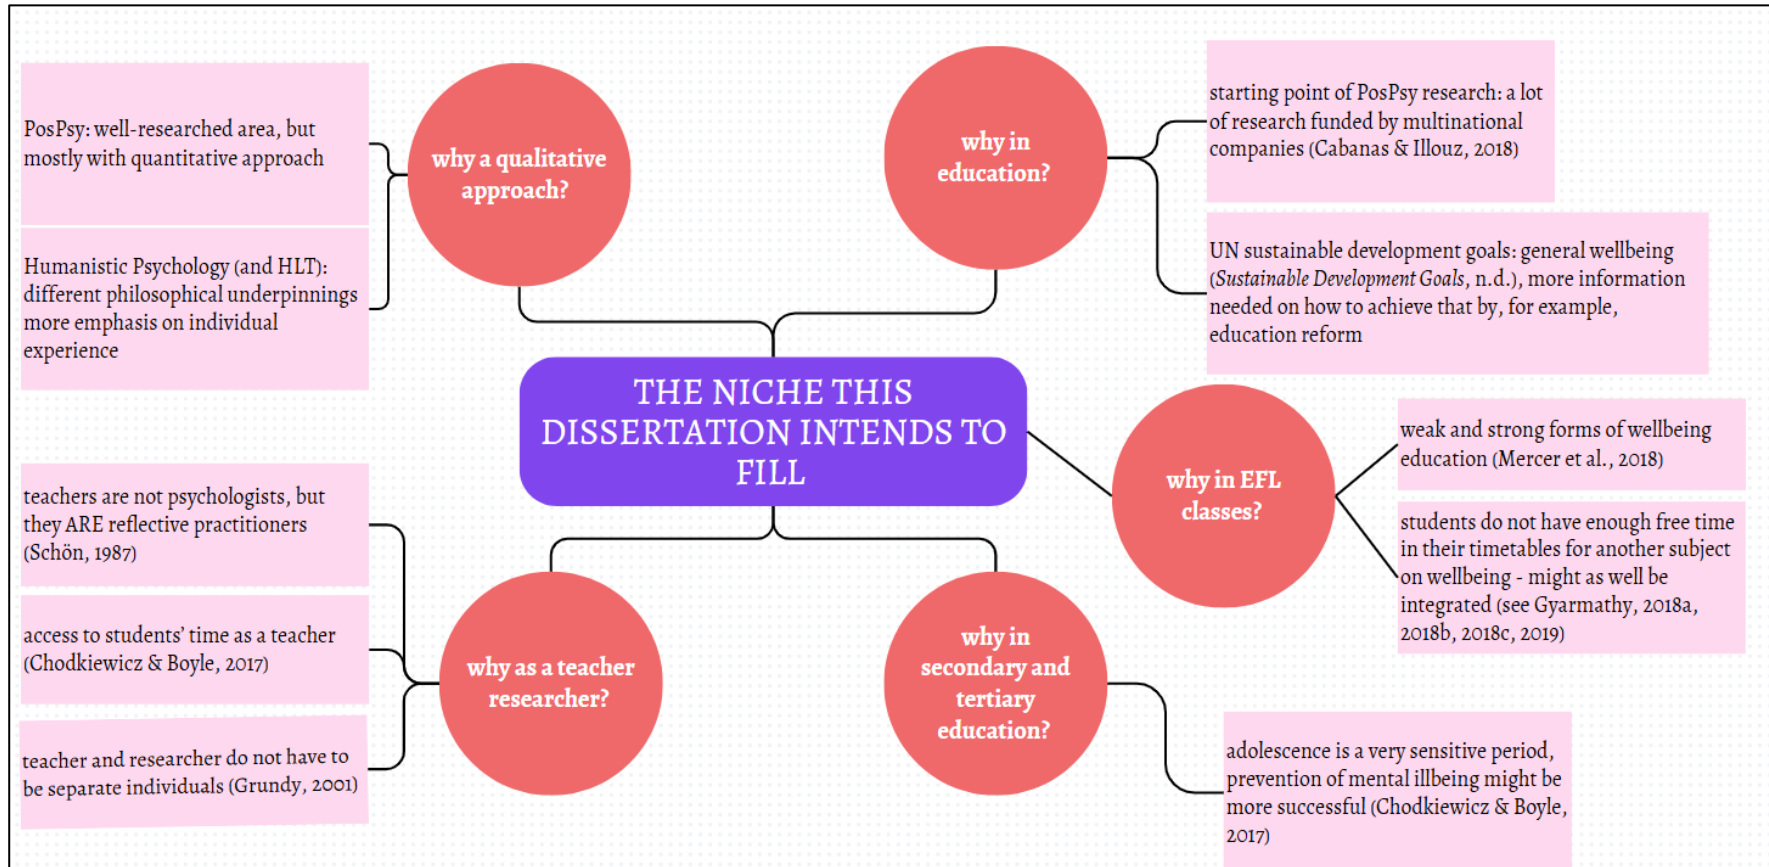 THE NICHE THIS
DISSERTATION INTENDS TO
FILL
why a qualitative
approach?
PosPsy: well-researched area, but
mostly with quantitative approach
Humanistic Psychology (and HLT):
different philosophical underpinnings
more emphasis on individual
experience
why in
education?
starting point of PosPsy research: a lot
of research funded by multinational
companies (Cabanas & Illouz, 2018)
UN sustainable development goals: general wellbeing
(Sustainable Development Goals, n.d.), more information
needed on how to achieve that by, for example,
education reform
why in EFL
classes?
weak and strong forms of wellbeing
education (Mercer et al., 2018)
students do not have enough free time
in their timetables for another subject
on wellbeing - might as well be
integrated (see Gyarmathy, 2018a,
2018b, 2018c, 2019)
why as a teacher
researcher?
teachers are not psychologists, but
they ARE reflective practitioners
(Schön, 1987)
access to students’ time as a teacher
(Chodkiewicz & Boyle, 2017)
teacher and researcher do not have to
be separate individuals (Grundy, 2001)
why in
secondary and
tertiary
education?
adolescence is a very sensitive period,
prevention of mental illbeing might be
more successful (Chodkiewicz & Boyle,
2017)